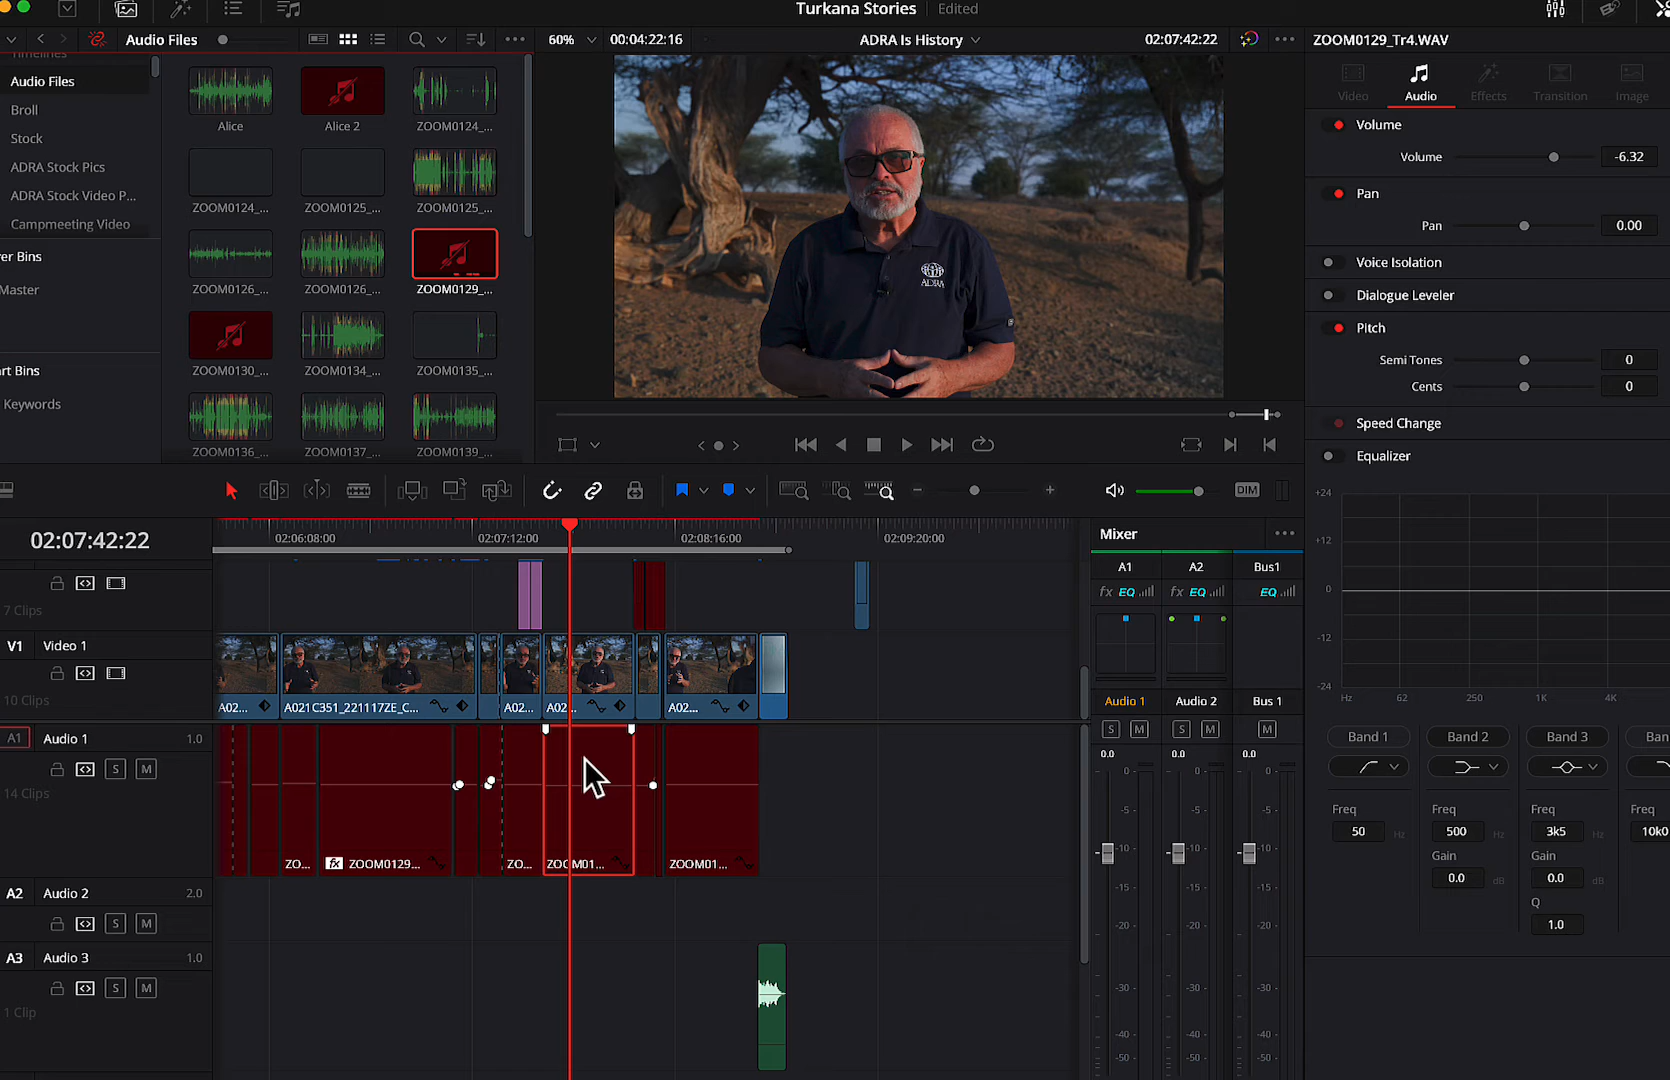 Turkana Stories Edited
Audio Files
60%
00:04:22:16
ADRA Is History
02:07:42:22
ZOOM0129_Tr4.WAV
Timelines
Audio Files
Broll
Stock
ADRA Stock Pics
ADRA Stock Video P...
Campmeeting Video
er Bins
Master
rt Bins
Keywords
Alice
Alice 2
ZOOM0124_...
ZOOM0124_...
ZOOM0125_...
ZOOM0125_...
ZOOM0126_...
ZOOM0126_...
ZOOM0129_...
ZOOM0130_...
ZOOM0134_...
ZOOM0135_...
ZOOM0136_...
ZOOM0137_...
ZOOM0139_...
ADRA
Video
Audio
Effects
Transition
Image
Volume
Volume -6.32
Pan
Pan 0.00
Voice Isolation
Dialogue Leveler
Pitch
Semi Tones 0
Cents 0
Speed Change
Equalizer
+24
+12
0
-12
-24
Hz 62 250 1K 4K
Band 1
Band 2
Band 3
Ban
Freq
Freq
Freq
Freq
50 Hz
500 Hz
3k5 Hz
10k0
Gain
Gain
0.0 dB
0.0 dB
Q
1.0
DIM
02:07:42:22
02:06:08:00
02:07:12:00
02:08:16:00
02:09:20:00
7 Clips
V1 Video 1
10 Clips
A02...
A021C351_221117ZE_C...
A02...
A02...
A02...
A1 Audio 1 1.0
S M
14 Clips
ZO...
fx ZOOM0129...
ZO...
ZOOM01...
ZOOM01...
A2 Audio 2 2.0
S M
A3 Audio 3 1.0
S M
1 Clip
Mixer
A1 A2 Bus1
fx EQ fx EQ EQ
Audio 1 Audio 2 Bus 1
S M S M M
0.0 0.0 0.0
0 0 0
-5 -5 -5
-10 -10 -10
-15 -15 -15
-20 -20 -20
-30 -30 -30
-40 -40 -40
-50 -50 -50